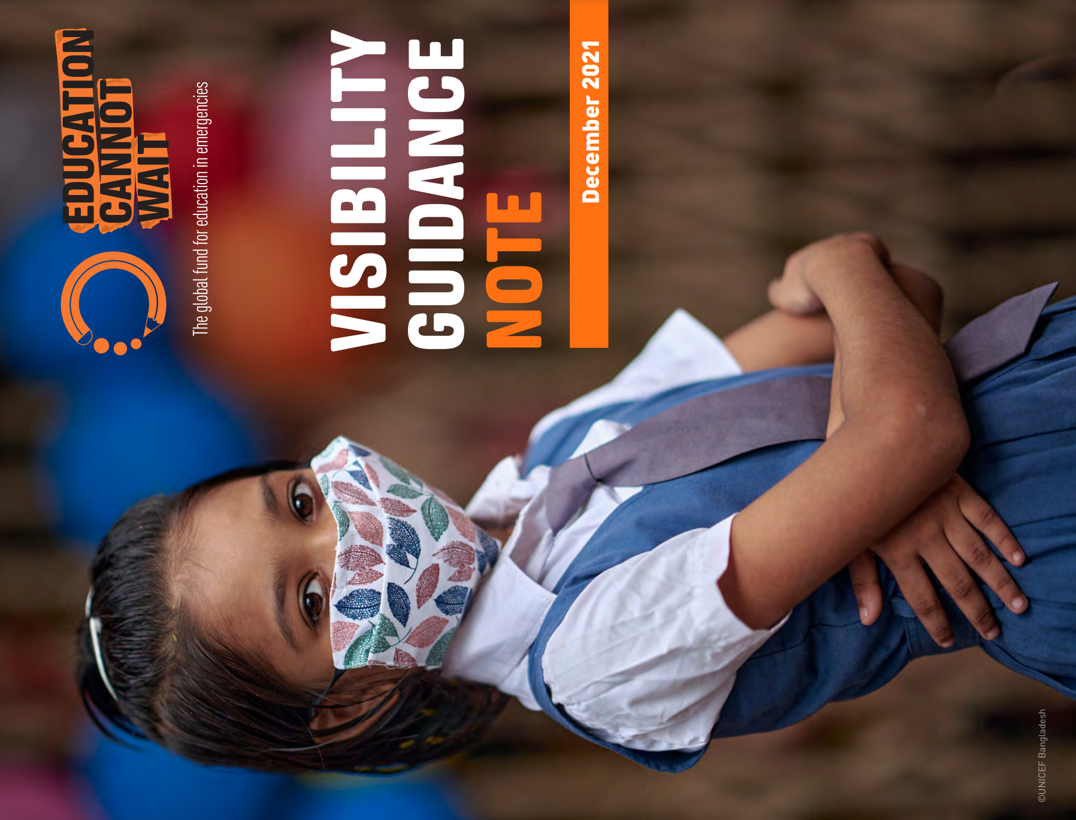 EDUCATION
CANNOT
WAIT
The global fund for education in emergencies
VISIBILITY
GUIDANCE
NOTE
December 2021
©UNICEF Bangladesh